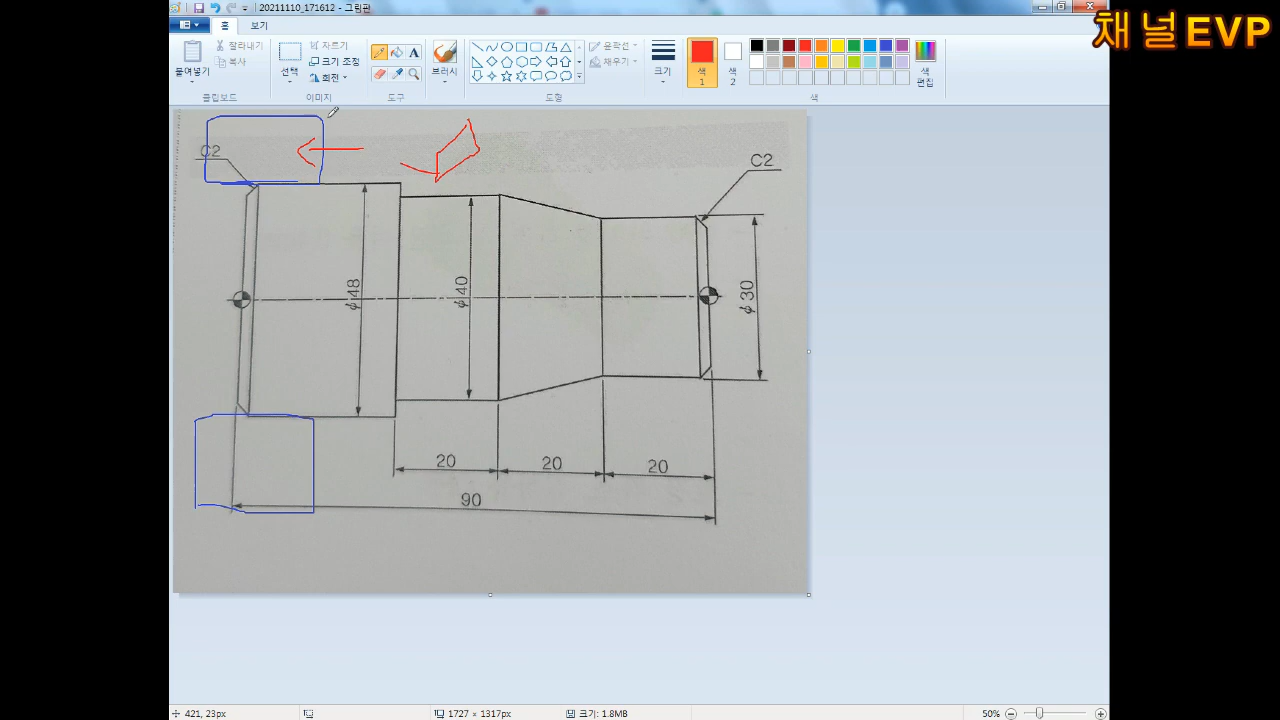 20211110_171612 - 그림판
채널EVP
홈
보기
붙여넣기
잘라내기
복사
클립보드
선택
자르기
크기 조정
회전
이미지
A
도구
브러시
도형
윤곽선
채우기
크기
색
1
색
2
색
편집
색
C2
C2
ϕ48
ϕ40
ϕ30
20
20
20
90
421, 23px
1727 × 1317px
크기: 1.8MB
50%